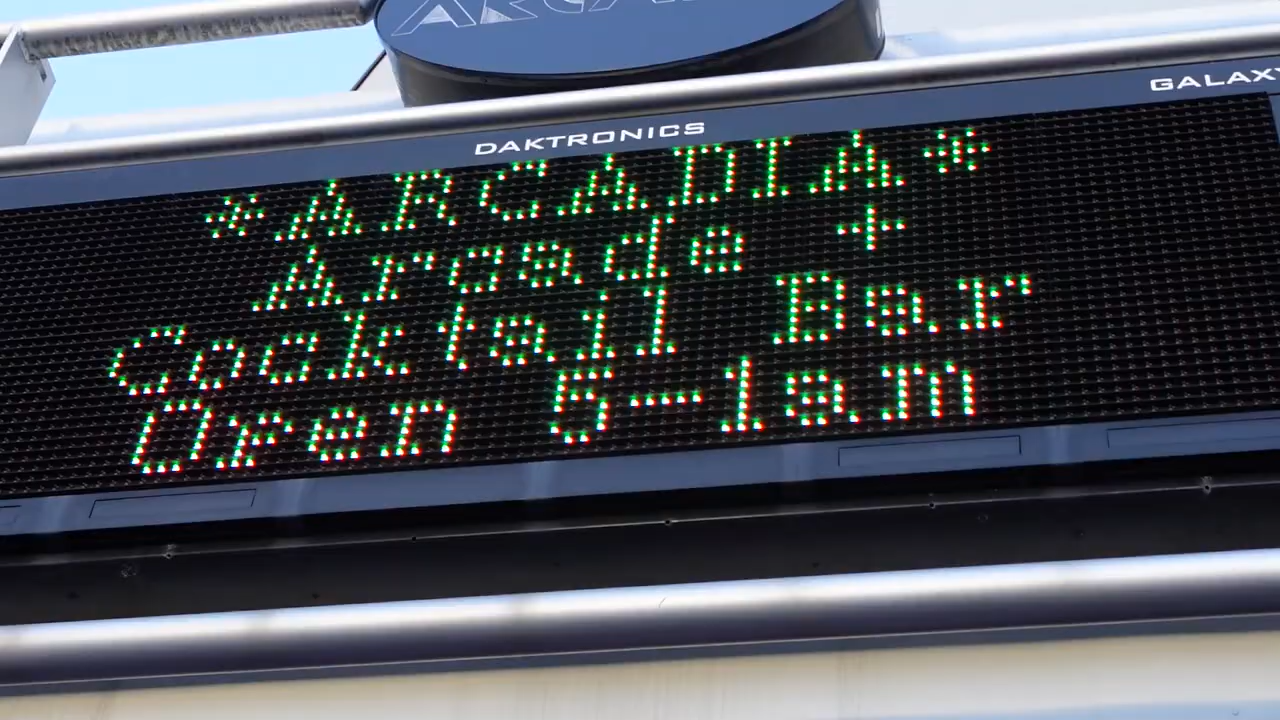 DAKTRONICS
GALAXY
*ARCADIA*
Arcade +
Cocktail Bar
Open 5-1am